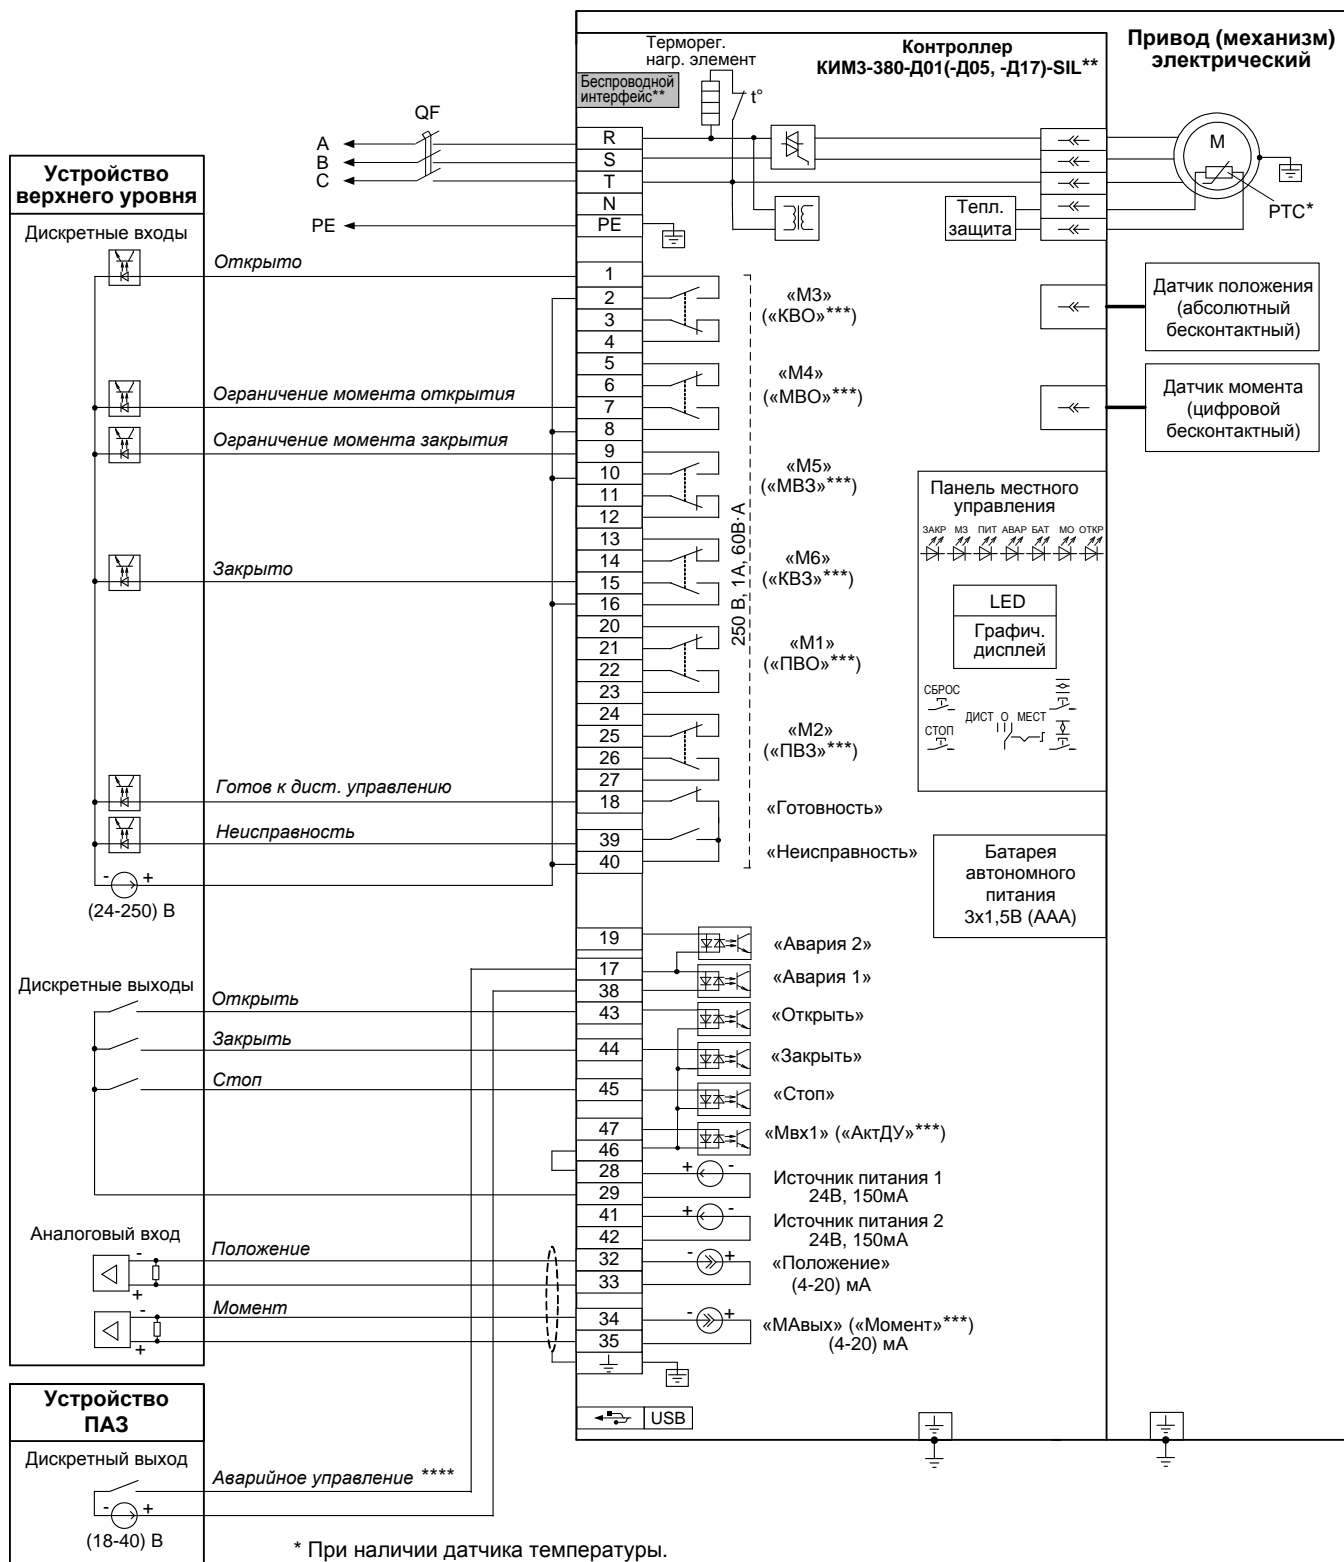 Привод (механизм)
электрический
Контроллер
КИМ3-380-Д01(-Д05, -Д17)-SIL**
Терморег.
нагр. элемент
t°
Беспроводной
интерфейс**
QF
A
B
C
PE
R
S
T
N
PE
Тепл.
защита
M
PTC*
Устройство
верхнего уровня
Дискретные входы
Открыто
Ограничение момента открытия
Ограничение момента закрытия
Закрыто
Готов к дист. управлению
Неисправность
- +
(24-250) В
1
2
3
4
5
6
7
8
9
10
11
12
13
14
15
16
20
21
22
23
24
25
26
27
18
39
40
«М3»
(«КВО»***)
«М4»
(«МВО»***)
«М5»
(«МВЗ»***)
«М6»
(«КВЗ»***)
«М1»
(«ПВО»***)
«М2»
(«ПВЗ»***)
«Готовность»
«Неисправность»
250 В, 1А, 60В·А
Датчик положения
(абсолютный
бесконтактный)
Датчик момента
(цифровой
бесконтактный)
Панель местного
управления
ЗАКР МЗ ПИТ АВАР БАТ МО ОТКР
LED
Графич.
дисплей
СБРОС
СТОП
ДИСТ О МЕСТ
Батарея
автономного
питания
3x1,5В (ААА)
19
17
38
43
44
45
47
46
28
29
41
42
32
33
34
35
«Авария 2»
«Авария 1»
«Открыть»
«Закрыть»
«Стоп»
«Мвх1» («АктДУ»***)
+ -
Источник питания 1
24В, 150мА
+ -
Источник питания 2
24В, 150мА
- +
«Положение»
(4-20) мА
- +
«МАвых» («Момент»***)
(4-20) мА
USB
Дискретные выходы
Открыть
Закрыть
Стоп
Аналоговый вход
Положение
-
+
Момент
-
+
Устройство
ПАЗ
Дискретный выход
Аварийное управление ****
- +
(18-40) В
* При наличии датчика температуры.